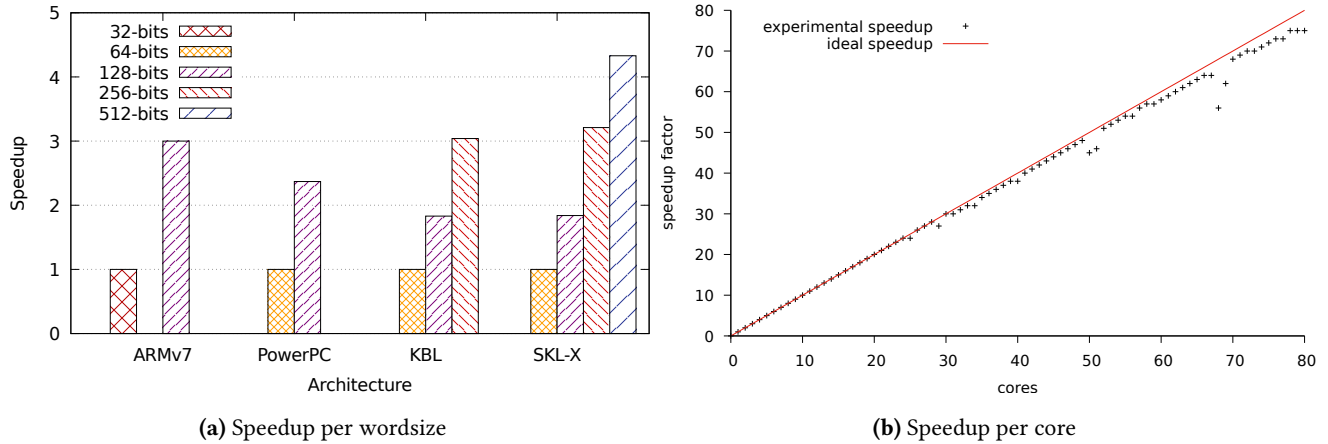 32-bits
64-bits
128-bits
256-bits
512-bits
5
4
3
2
1
0
Speedup
ARMv7 PowerPC KBL SKL-X
Architecture
(a) Speedup per wordsize
experimental speedup
ideal speedup
80
70
60
50
40
30
20
10
0
speedup factor
0 10 20 30 40 50 60 70 80
cores
(b) Speedup per core